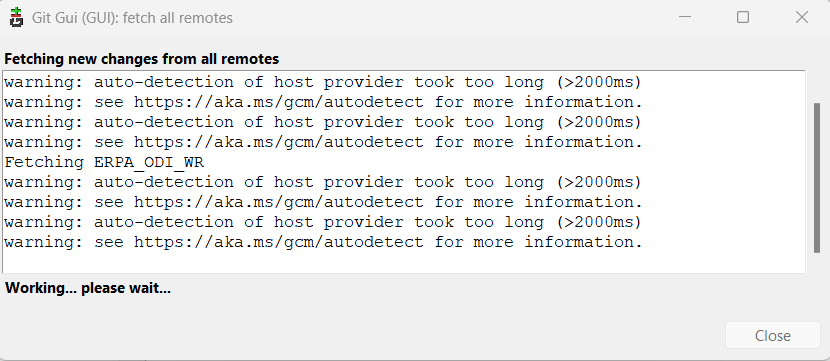 Git Gui (GUI): fetch all remotes
Fetching new changes from all remotes
warning: auto-detection of host provider took too long (>2000ms)
warning: see https://aka.ms/gcm/autodetect for more information.
warning: auto-detection of host provider took too long (>2000ms)
warning: see https://aka.ms/gcm/autodetect for more information.
Fetching ERPA_ODI_WR
warning: auto-detection of host provider took too long (>2000ms)
warning: see https://aka.ms/gcm/autodetect for more information.
warning: auto-detection of host provider took too long (>2000ms)
warning: see https://aka.ms/gcm/autodetect for more information.
Working... please wait...
Close